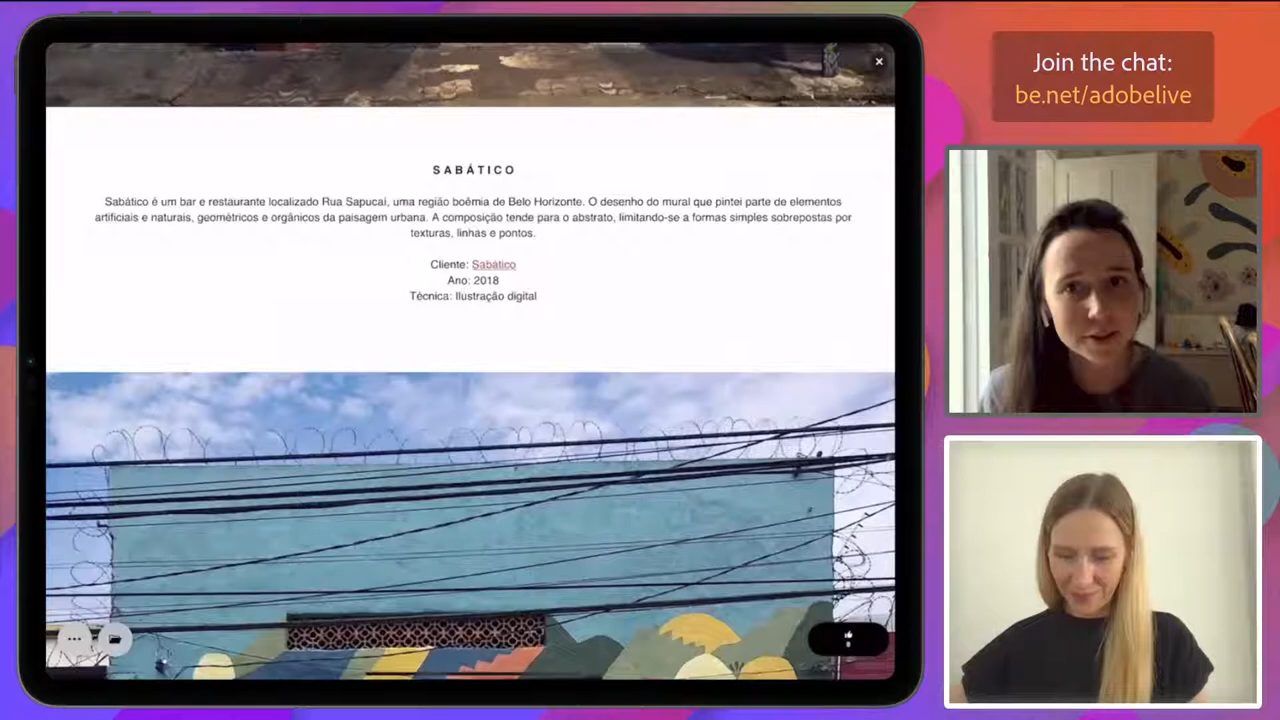 Join the chat:
be.net/adobelive
SABÁTICO
Sabático é um bar e restaurante localizado Rua Sapucaí, uma região boêmia de Belo Horizonte. O desenho do mural que pintei parte de elementos
artificiais e naturais, geométricos e orgânicos da paisagem urbana. A composição tende para o abstrato, limitando-se a formas simples sobrepostas por
texturas, linhas e pontos.
Cliente: Sabático
Ano: 2018
Técnica: Ilustração digital